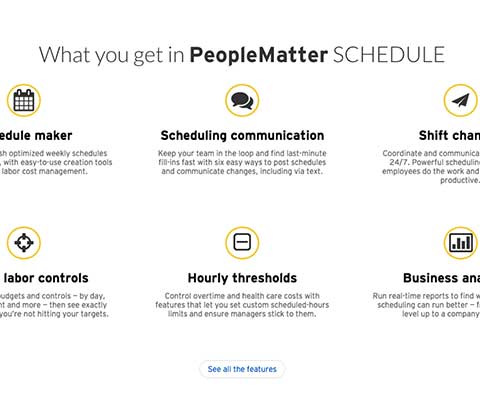 What you get in PeopleMatter SCHEDULE
edule maker
sh optimized weekly schedules
, with easy-to-use creation tools
labor cost management.
Scheduling communication
Keep your team in the loop and find last-minute
fill-ins fast with six easy ways to post schedules
and communicate changes, including via text.
Shift chan
Coordinate and communica
24/7. Powerful scheduling
employees do the work and
productive.
labor controls
udgets and controls — by day,
nt and more — then see exactly
you're not hitting your targets.
Hourly thresholds
Control overtime and health care costs with
features that let you set custom scheduled-hours
limits and ensure managers stick to them.
Business ana
Run real-time reports to find w
scheduling can run better — f
level up to a company
See all the features